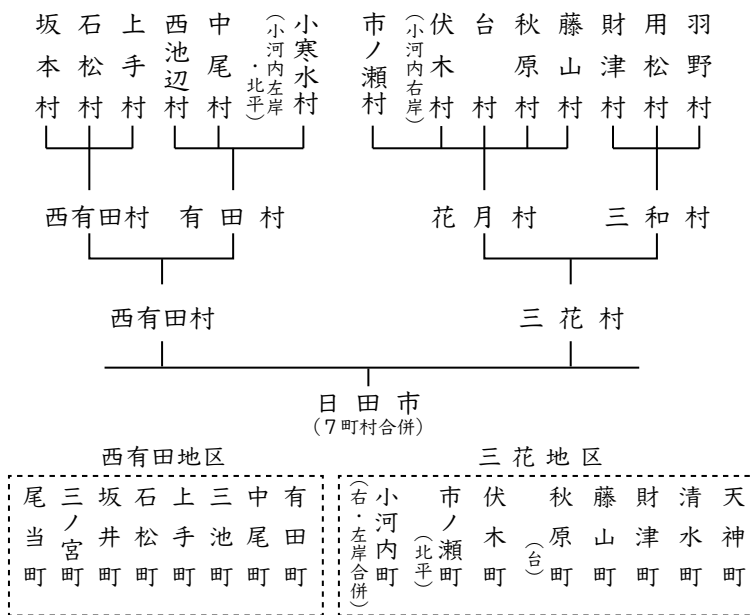 羽野村
用松村
財津村
藤山村
秋原村
台村
伏木村
(小河内右岸)
市ノ瀬村
小寒水村
(小河内左岸・北平)
中尾村
西池辺村
上手村
石松村
坂本村
西有田村
有田村
花月村
三和村
西有田村
三花村
日田市
(7町村合併)
西有田地区
三花地区
天神町
清水町
財津町
藤山町
秋原町
(台)
伏木町
市ノ瀬町
(北平)
小河内町
(右・左岸合併)
有田町
中尾町
三池町
上手町
石松町
坂井町
三ノ宮町
尾当町